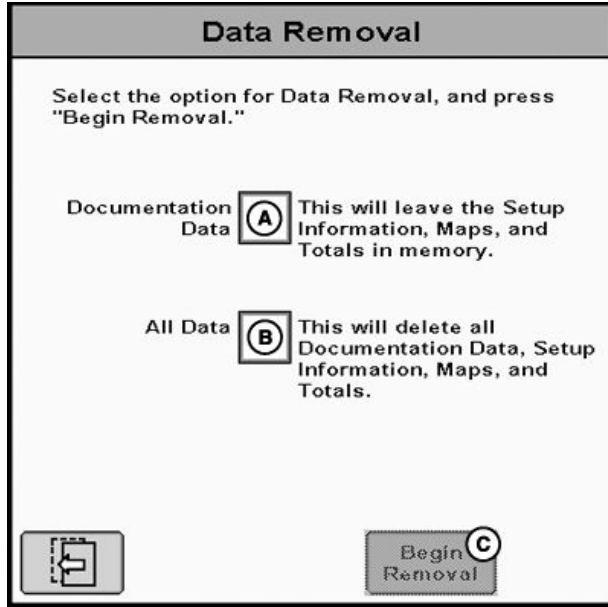 Data Removal
Select the option for Data Removal, and press
"Begin Removal."
Documentation
Data
A
This will leave the Setup
Information, Maps, and
Totals in memory.
All Data
B
This will delete all
Documentation Data, Setup
Information, Maps, and
Totals.
Begin
Removal
C